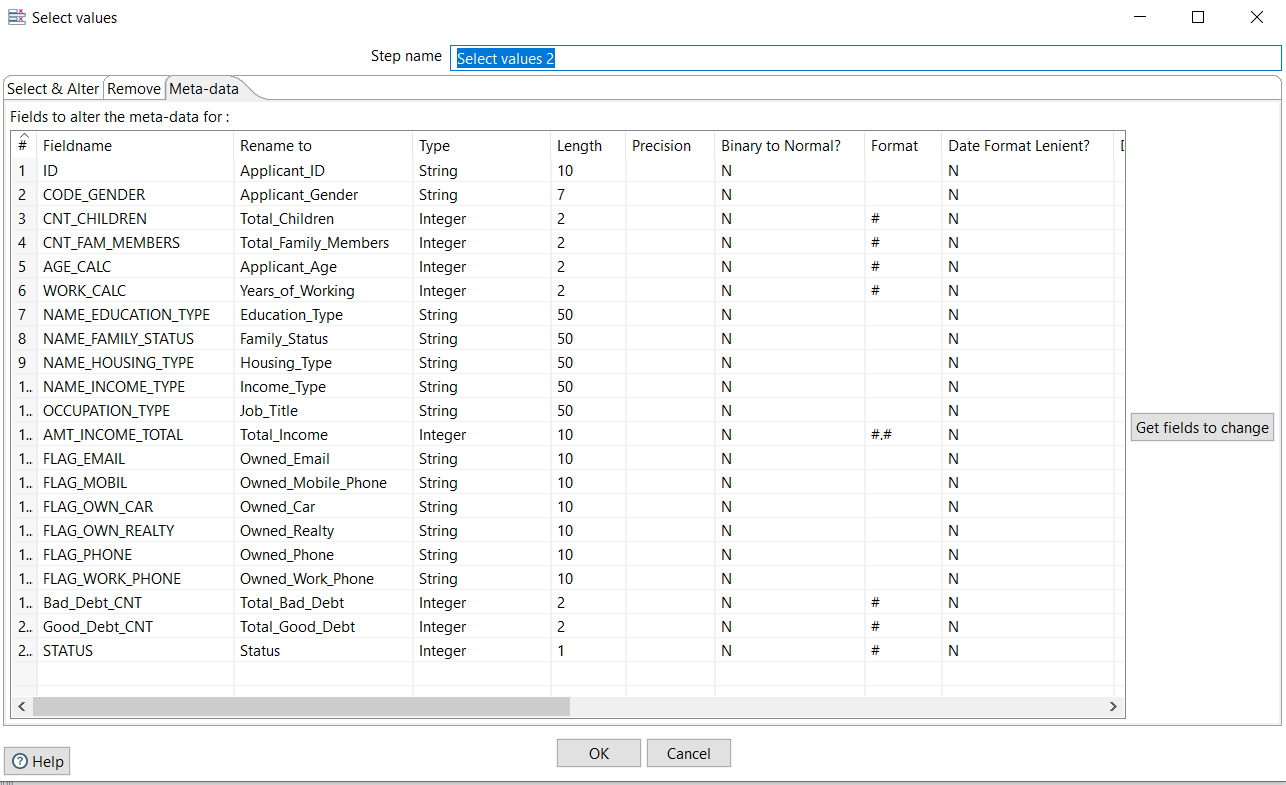 Select values
Step name Select values 2
Select & Alter Remove Meta-data
Fields to alter the meta-data for :
# Fieldname Rename to Type Length Precision Binary to Normal? Format Date Format Lenient?
1 ID Applicant_ID String 10 N N
2 CODE_GENDER Applicant_Gender String 7 N N
3 CNT_CHILDREN Total_Children Integer 2 N # N
4 CNT_FAM_MEMBERS Total_Family_Members Integer 2 N # N
5 AGE_CALC Applicant_Age Integer 2 N # N
6 WORK_CALC Years_of_Working Integer 2 N # N
7 NAME_EDUCATION_TYPE Education_Type String 50 N N
8 NAME_FAMILY_STATUS Family_Status String 50 N N
9 NAME_HOUSING_TYPE Housing_Type String 50 N N
1.. NAME_INCOME_TYPE Income_Type String 50 N N
1.. OCCUPATION_TYPE Job_Title String 50 N N
1.. AMT_INCOME_TOTAL Total_Income Integer 10 N #.# N
Get fields to change
1.. FLAG_EMAIL Owned_Email String 10 N N
1.. FLAG_MOBIL Owned_Mobile_Phone String 10 N N
1.. FLAG_OWN_CAR Owned_Car String 10 N N
1.. FLAG_OWN_REALTY Owned_Realty String 10 N N
1.. FLAG_PHONE Owned_Phone String 10 N N
1.. FLAG_WORK_PHONE Owned_Work_Phone String 10 N N
1.. Bad_Debt_CNT Total_Bad_Debt Integer 2 N # N
2.. Good_Debt_CNT Total_Good_Debt Integer 2 N # N
2.. STATUS Status Integer 1 N # N
OK Cancel
Help